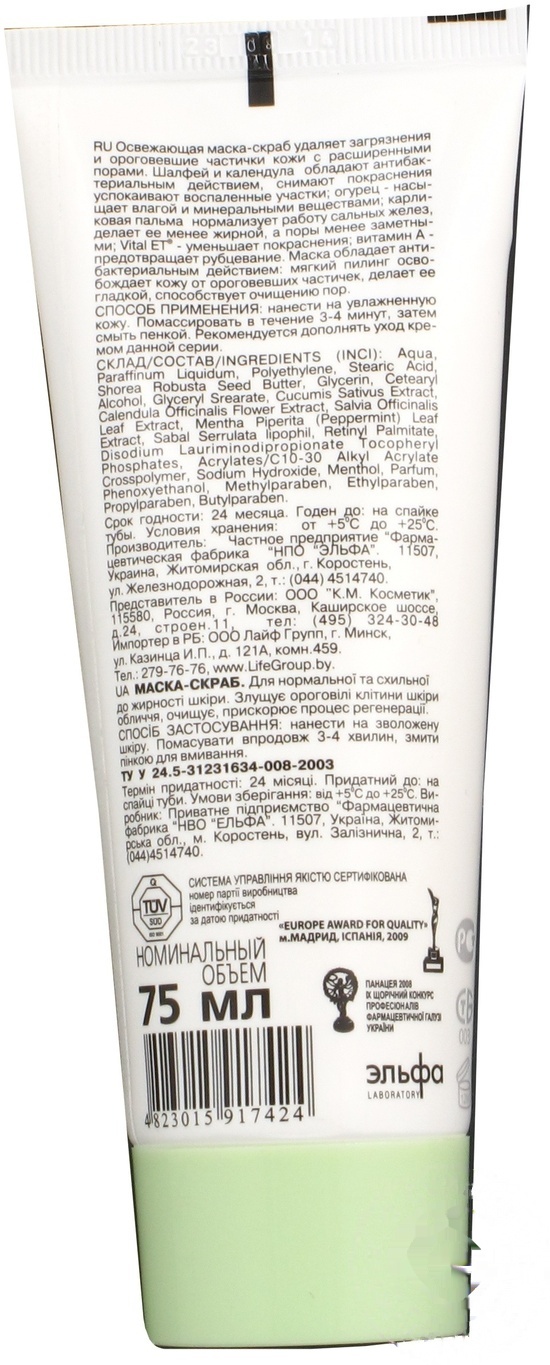 23 08 14
RU Освежающая маска-скраб удаляет загрязнения
и ороговевшие частички кожи с расширенными
порами. Шалфей и календула обладают антибак-
териальным действием, снимают покраснения
успокаивают воспаленные участки; огурец - насы-
щает влагой и минеральными веществами; карли-
ковая пальма нормализует работу сальных желез,
делает ее менее жирной, а поры менее заметны-
ми; Vital ET® - уменьшает покраснения; витамин А -
предотвращает рубцевание. Маска обладает анти-
бактериальным действием: мягкий пилинг осво-
бождает кожу от ороговевших частичек, делает ее
гладкой, способствует очищению пор.
СПОСОБ ПРИМЕНЕНИЯ: нанести на увлажненную
кожу. Помассировать в течение 3-4 минут, затем
смыть пенкой. Рекомендуется дополнять уход кре-
мом данной серии.
СКЛАД/СОСТАВ/INGREDIENTS (INCI): Aqua,
Paraffinum Liquidum, Polyethylene, Stearic Acid,
Shorea Robusta Seed Butter, Glycerin, Cetearyl
Alcohol, Glyceryl Srearate, Cucumis Sativus Extract,
Calendula Officinalis Flower Extract, Salvia Officinalis
Leaf Extract, Mentha Piperita (Peppermint) Leaf
Extract, Sabal Serrulata lipophil, Retinyl Palmitate,
Disodium Lauriminodipropionate Tocopheryl
Phosphates, Acrylates/C10-30 Alkyl Acrylate
Crosspolymer, Sodium Hydroxide, Menthol, Parfum,
Phenoxyethanol, Methylparaben, Ethylparaben,
Propylparaben, Butylparaben.
Срок годности: 24 месяца. Годен до: на спайке
тубы. Условия хранения: от +5°С до +25°С.
Производитель: Частное предприятие "Фарма-
цевтическая фабрика "НПО "ЭЛЬФА". 11507,
Украина, Житомирская обл., г. Коростень,
ул. Железнодорожная, 2, т.: (044) 4514740.
Представитель в России: ООО "К.М. Косметик",
115580, Россия, г. Москва, Каширское шоссе,
д.24, строен.11, тел: (495) 324-30-48
Импортер в РБ: ООО Лайф Групп, г. Минск,
ул. Казинца И.П., д. 121А, комн.459.
Тел.: 279-76-76, www.LifeGroup.by.
UA МАСКА-СКРАБ. Для нормальної та схильної
до жирності шкіри. Злущує ороговілі клітини шкіри
обличчя, очищує, прискорює процес регенерації.
СПОСІБ ЗАСТОСУВАННЯ: нанести на зволожену
шкіру. Помасувати впродовж 3-4 хвилин, змити
пінкою для вмивання.
ТУ У 24.5-31231634-008-2003
Термін придатності: 24 місяці. Придатний до: на
спайці туби. Умови зберігання: від +5°С до +25°С. Ви-
робник: Приватне підприємство "Фармацевтична
фабрика "НВО "ЕЛЬФА". 11507, Україна, Житоми-
рська обл., м. Коростень, вул. Залізнична, 2, т.:
(044)4514740.
Q
TÜV
SÜD
ISO 9001
СИСТЕМА УПРАВЛІННЯ ЯКІСТЮ СЕРТИФІКОВАНА
номер партії виробництва
ідентифікується
за датою придатності
«EUROPE AWARD FOR QUALITY»
м.МАДРИД, ІСПАНІЯ, 2009
НОМИНАЛЬНЫЙ
ОБЪЕМ
75 мл
ПАНАЦЕЯ 2008
IX ЩОРІЧНИЙ КОНКУРС
ПРОФЕСІОНАЛІВ
ФАРМАЦЕВТИЧНОЇ ГАЛУЗІ
УКРАЇНИ
эльфа
LABORATORY
4 823015 917424